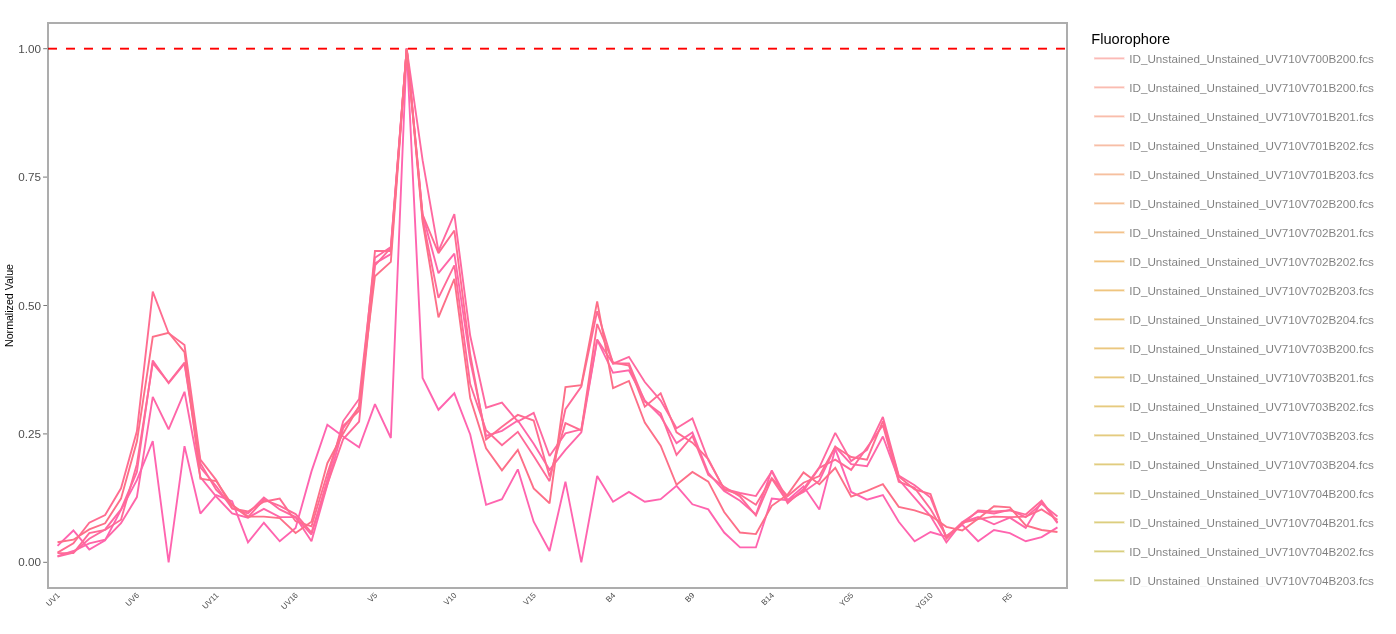 1.00
0.75
0.50
0.25
0.00
Normalized Value
UV1
UV6
UV11
UV16
V5
V10
V15
B4
B9
B14
YG5
YG10
R5
Fluorophore
ID_Unstained_Unstained_UV710V700B200.fcs
ID_Unstained_Unstained_UV710V701B200.fcs
ID_Unstained_Unstained_UV710V701B201.fcs
ID_Unstained_Unstained_UV710V701B202.fcs
ID_Unstained_Unstained_UV710V701B203.fcs
ID_Unstained_Unstained_UV710V702B200.fcs
ID_Unstained_Unstained_UV710V702B201.fcs
ID_Unstained_Unstained_UV710V702B202.fcs
ID_Unstained_Unstained_UV710V702B203.fcs
ID_Unstained_Unstained_UV710V702B204.fcs
ID_Unstained_Unstained_UV710V703B200.fcs
ID_Unstained_Unstained_UV710V703B201.fcs
ID_Unstained_Unstained_UV710V703B202.fcs
ID_Unstained_Unstained_UV710V703B203.fcs
ID_Unstained_Unstained_UV710V703B204.fcs
ID_Unstained_Unstained_UV710V704B200.fcs
ID_Unstained_Unstained_UV710V704B201.fcs
ID_Unstained_Unstained_UV710V704B202.fcs
ID_Unstained_Unstained_UV710V704B203.fcs